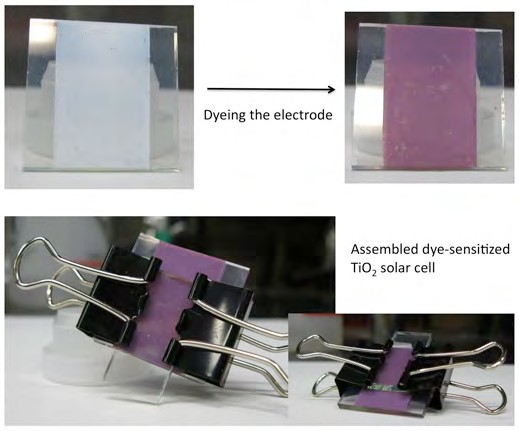 Dyeing the electrode
Assembled dye-sensitized
TiO₂ solar cell